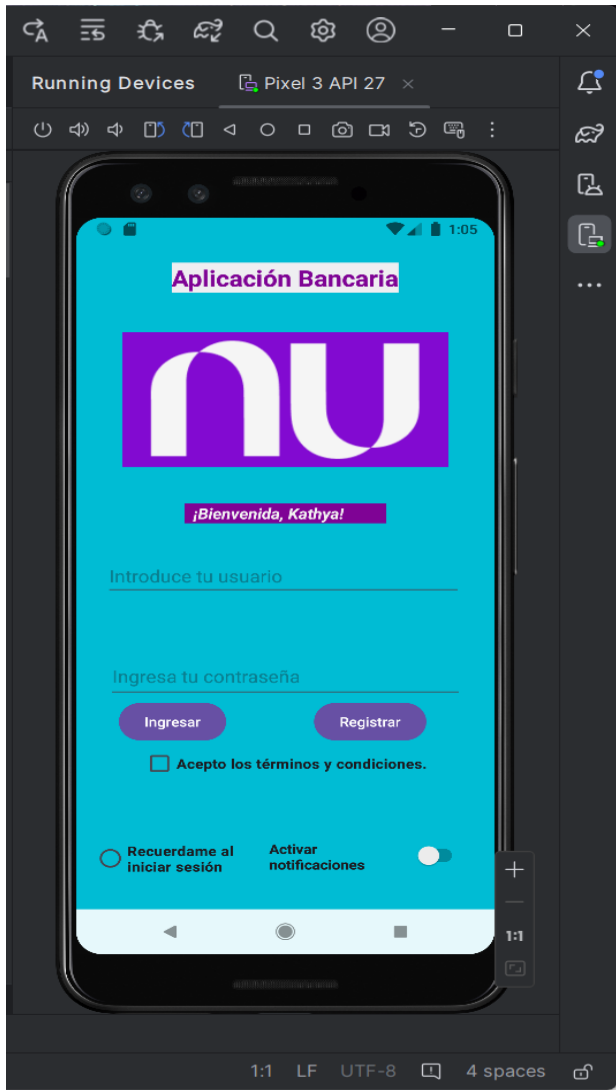 Running Devices
Pixel 3 API 27
1:05
Aplicación Bancaria
nu
¡Bienvenida, Kathya!
Introduce tu usuario
Ingresa tu contraseña
Ingresar
Registrar
Acepto los términos y condiciones.
Recuerdame al
iniciar sesión
Activar
notificaciones
1:1
1:1 LF UTF-8 4 spaces